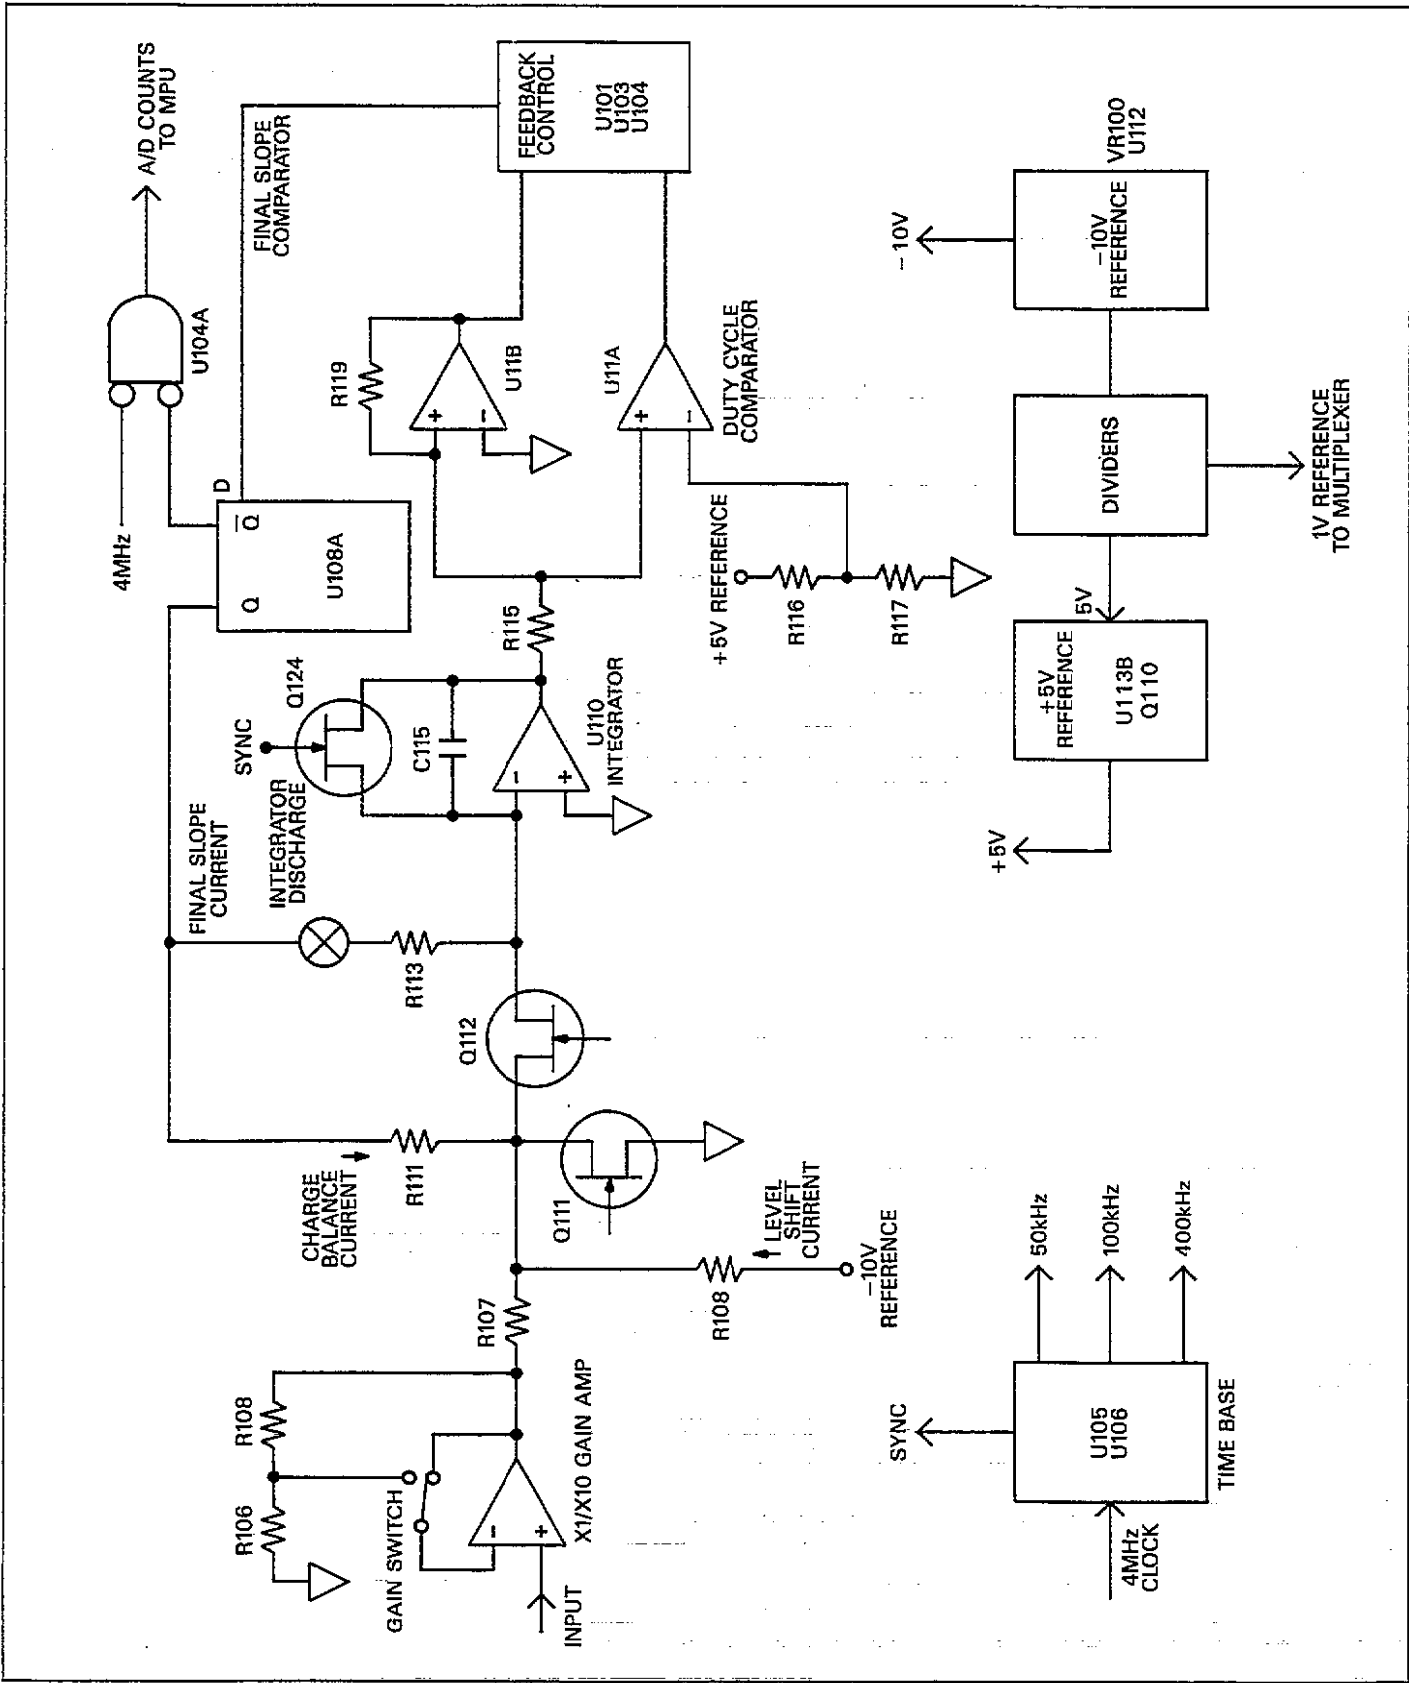 A/D COUNTS
TO MPU
U104A
4MHz
FINAL SLOPE
COMPARATOR
D
Q
Q
U108A
FEEDBACK
CONTROL
U101
U103
U104
R119
U11B
U11A
DUTY CYCLE
COMPARATOR
+5V REFERENCE
R116
R117
R115
Q124
SYNC
INTEGRATOR
DISCHARGE
C115
U110
INTEGRATOR
FINAL SLOPE
CURRENT
R113
Q112
CHARGE
BALANCE
CURRENT
R111
Q111
LEVEL
SHIFT
CURRENT
R108
-10V
REFERENCE
R107
R108
R106
GAIN SWITCH
X1/X10 GAIN AMP
INPUT
+
-
+
-
+
-
+
-
-10V
-10V
REFERENCE
VR100
U112
DIVIDERS
1V REFERENCE
TO MULTIPLEXER
5V
+5V
REFERENCE
U113B
Q110
+5V
50kHz
100kHz
400kHz
SYNC
U105
U106
TIME BASE
4MHz
CLOCK